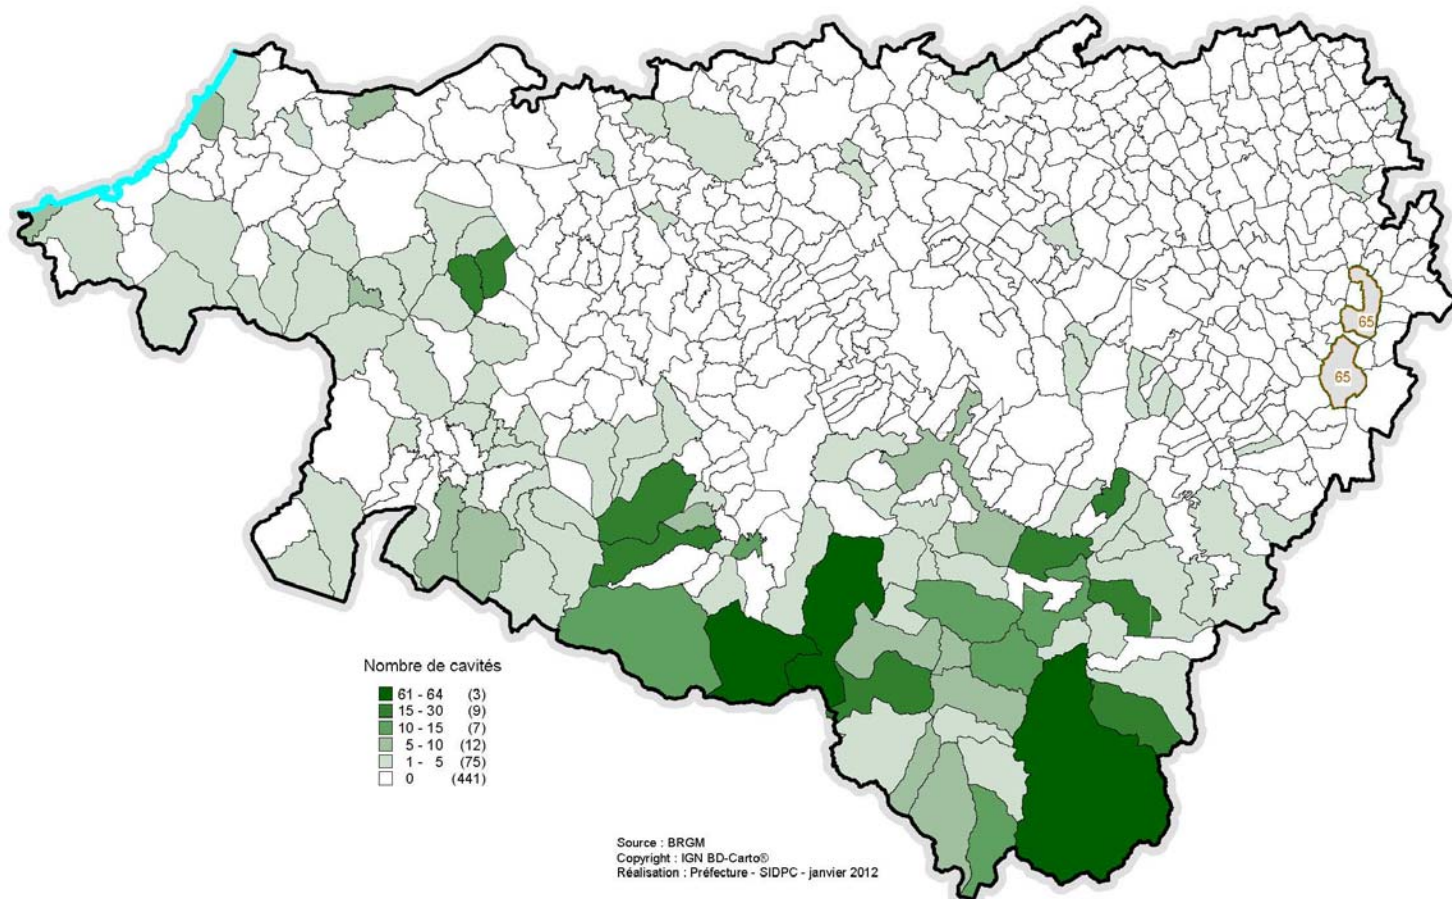 65
65
Nombre de cavités
61 - 64 (3)
15 - 30 (9)
10 - 15 (7)
5 - 10 (12)
1 - 5 (75)
0 (441)
Source : BRGM
Copyright : IGN BD-Carto®
Réalisation : Préfecture - SIDPC - janvier 2012